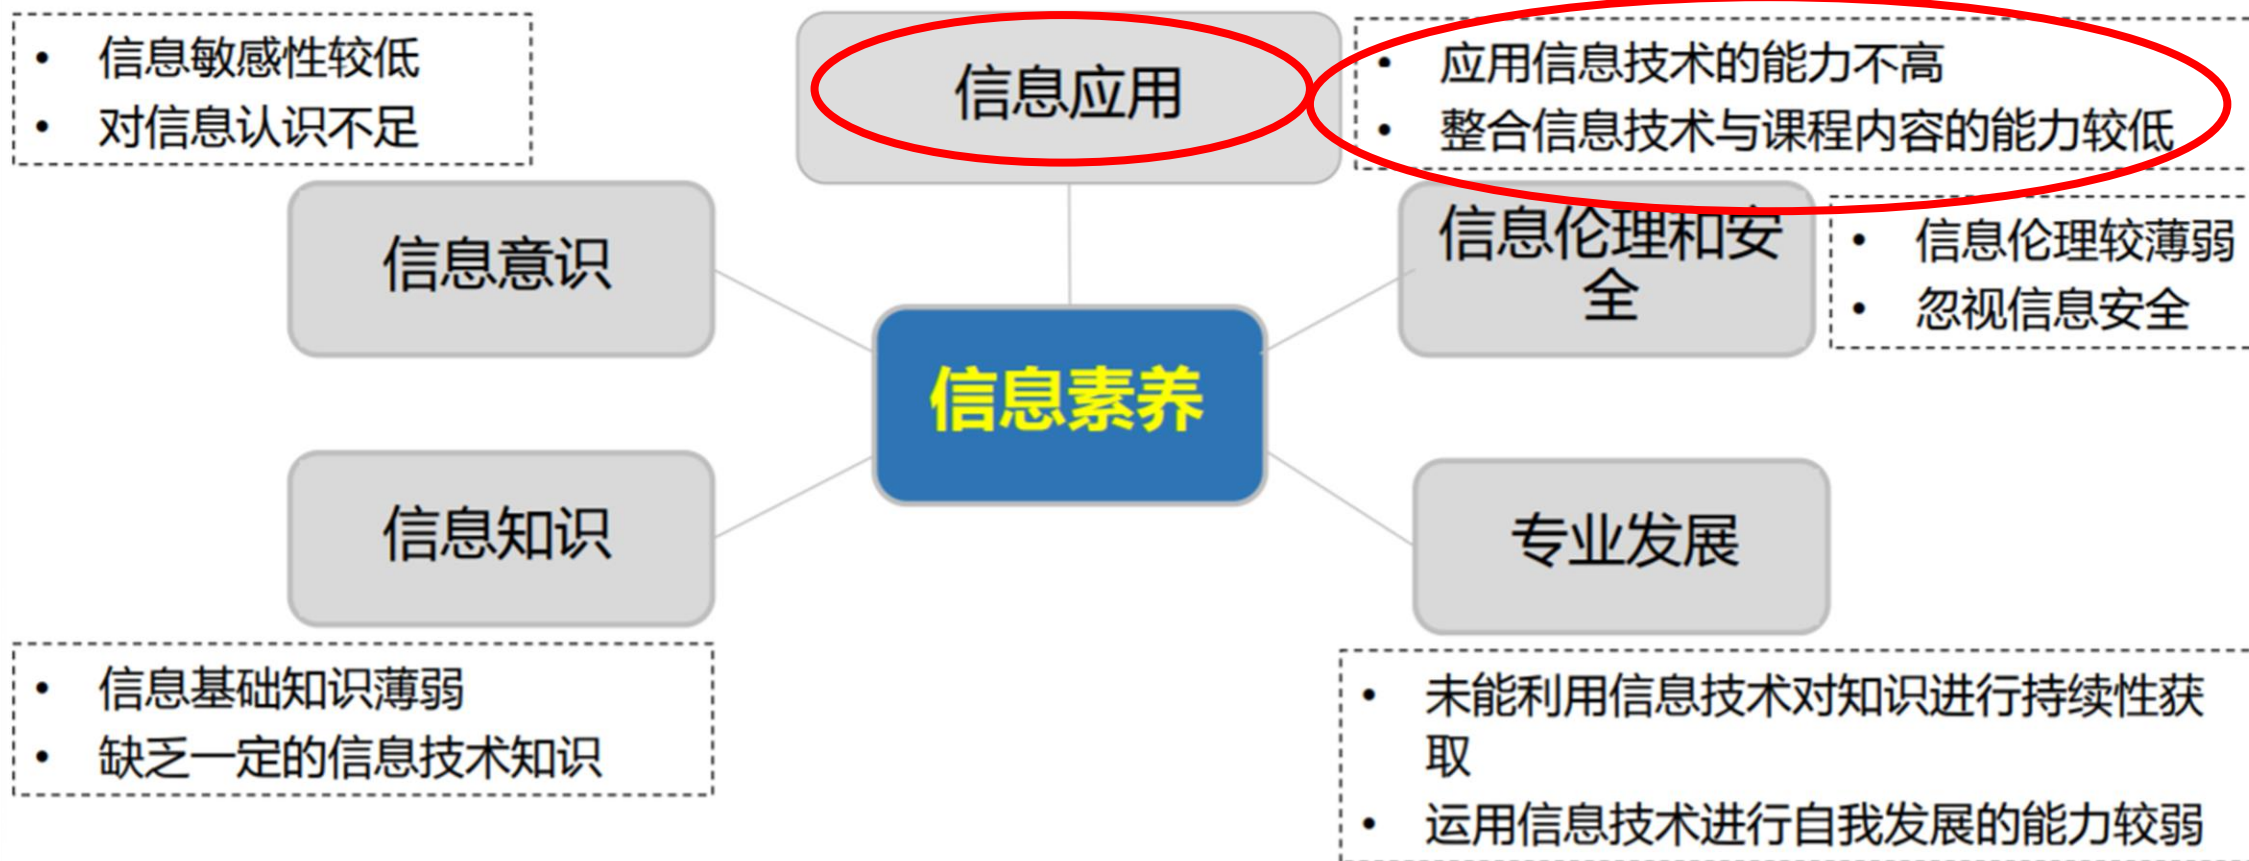 • 信息敏感性较低
• 对信息认识不足
信息应用
• 应用信息技术的能力不高
• 整合信息技术与课程内容的能力较低
信息意识
信息伦理和安
全
• 信息伦理较薄弱
• 忽视信息安全
信息素养
信息知识
专业发展
• 信息基础知识薄弱
• 缺乏一定的信息技术知识
• 未能利用信息技术对知识进行持续性获
取
• 运用信息技术进行自我发展的能力较弱